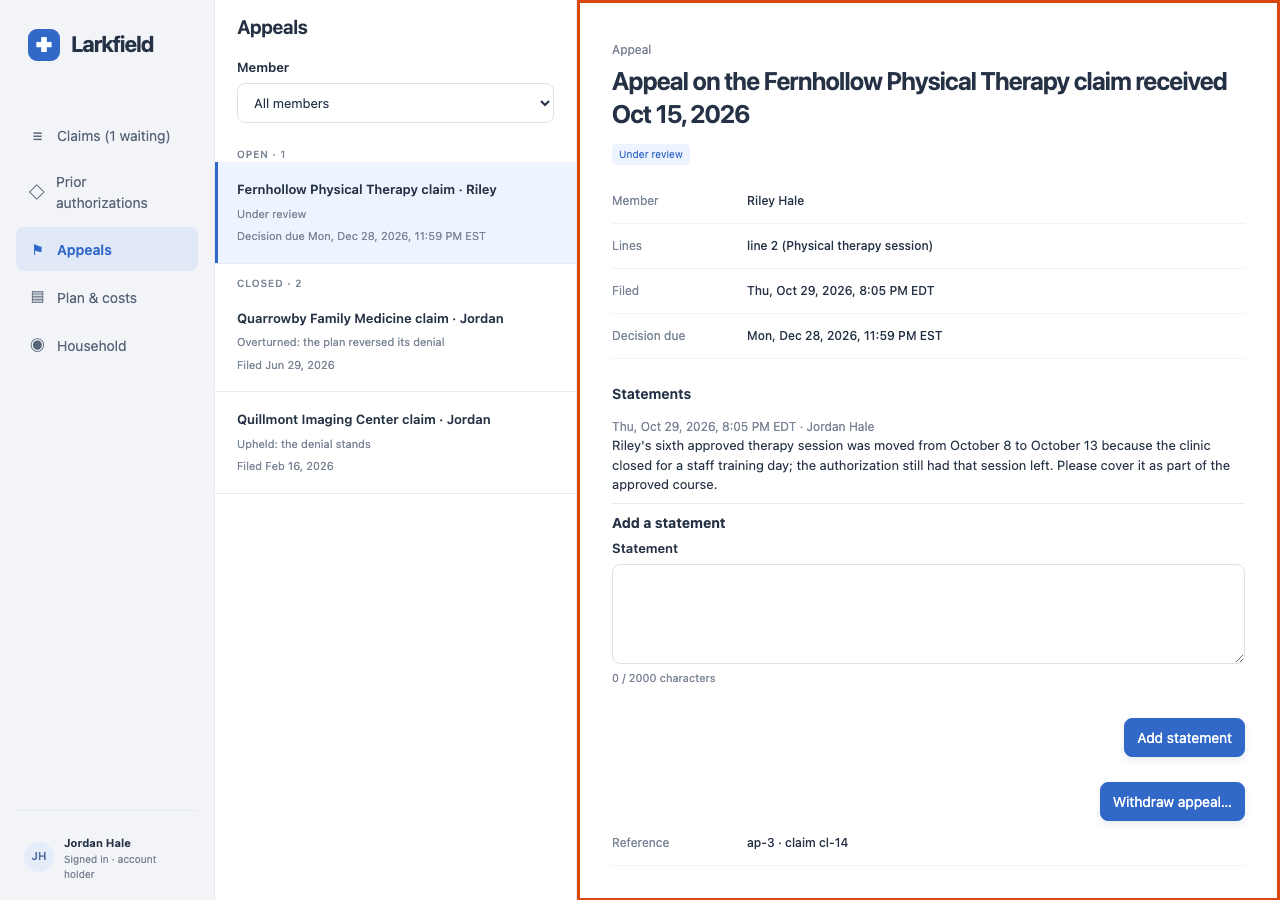 Larkfield
Claims (1 waiting)
Prior
authorizations
Appeals
Plan & costs
Household
JH
Jordan Hale
Signed in · account
holder
Appeals
Member
All members
OPEN · 1
Fernhollow Physical Therapy claim · Riley
Under review
Decision due Mon, Dec 28, 2026, 11:59 PM EST
CLOSED · 2
Quarrowby Family Medicine claim · Jordan
Overturned: the plan reversed its denial
Filed Jun 29, 2026
Quillmont Imaging Center claim · Jordan
Upheld: the denial stands
Filed Feb 16, 2026
Appeal
Appeal on the Fernhollow Physical Therapy claim received
Oct 15, 2026
Under review
Member Riley Hale
Lines line 2 (Physical therapy session)
Filed Thu, Oct 29, 2026, 8:05 PM EDT
Decision due Mon, Dec 28, 2026, 11:59 PM EST
Statements
Thu, Oct 29, 2026, 8:05 PM EDT · Jordan Hale
Riley's sixth approved therapy session was moved from October 8 to October 13 because the clinic
closed for a staff training day; the authorization still had that session left. Please cover it as part of the
approved course.
Add a statement
Statement
0 / 2000 characters
Add statement
Withdraw appeal...
Reference ap-3 · claim cl-14